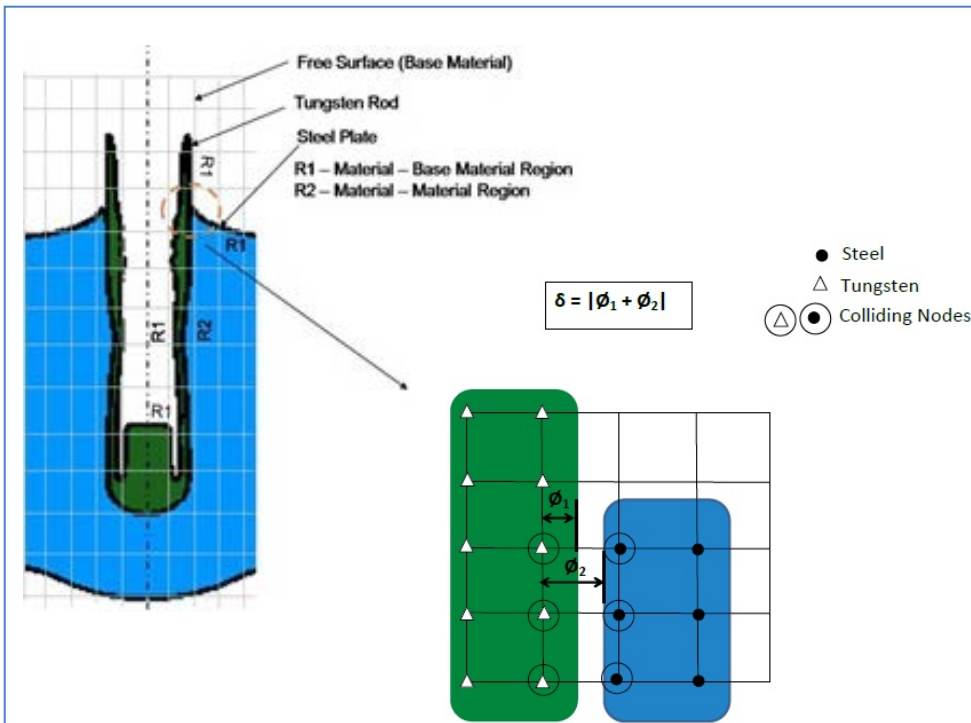 Free Surface (Base Material)
Tungsten Rod
Steel Plate
R1 – Material – Base Material Region
R2 – Material – Material Region
R1
R1
R2
R1
R1
δ = |Ø₁ + Ø₂|
Steel
Tungsten
Colliding Nodes
Ø₁
Ø₂